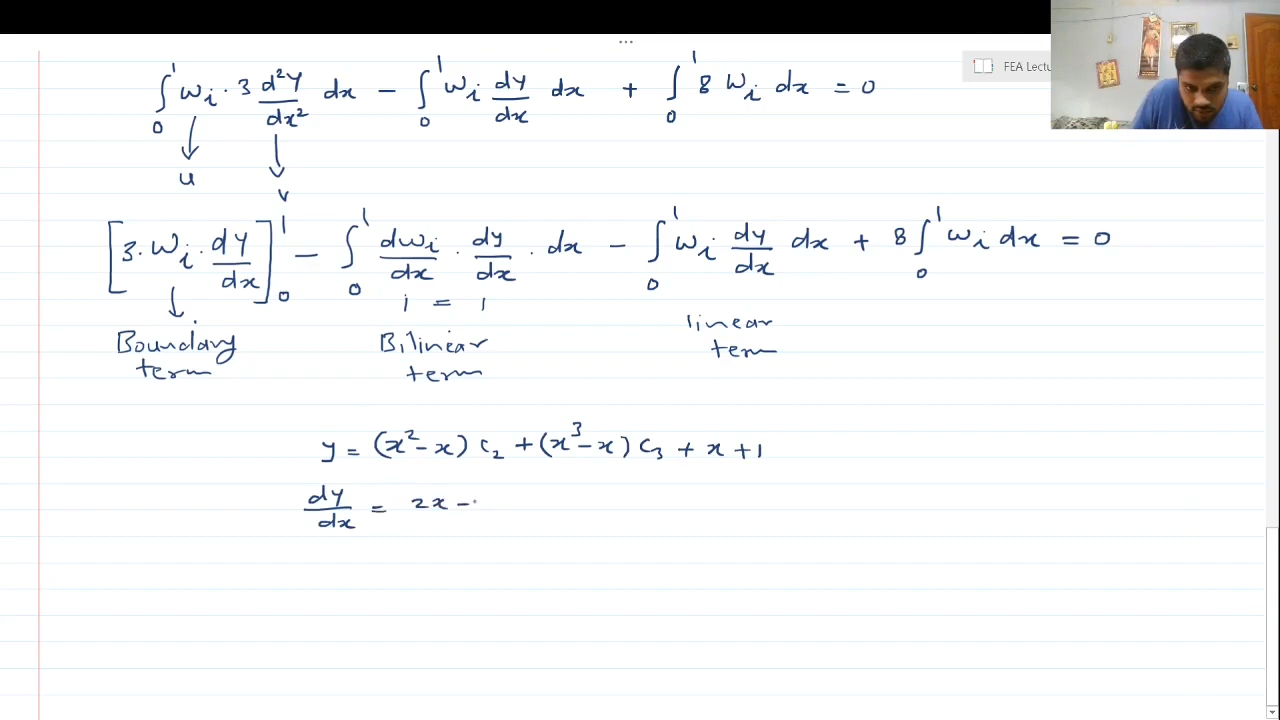 FEA Lectu
∫₀¹ wᵢ · 3 d²y/dx² dx − ∫₀¹ wᵢ dy/dx dx + ∫₀¹ 8 wᵢ dx = 0
↓ ↓
u v
[3 · wᵢ · dy/dx]₀¹ − ∫₀¹ dwᵢ/dx · dy/dx · dx − ∫₀¹ wᵢ dy/dx dx + 8 ∫₀¹ wᵢ dx = 0
i = 1
↓
Boundary term
Bilinear term
linear term
y = (x² − x) c₂ + (x³ − x) c₃ + x + 1
dy/dx = 2x −